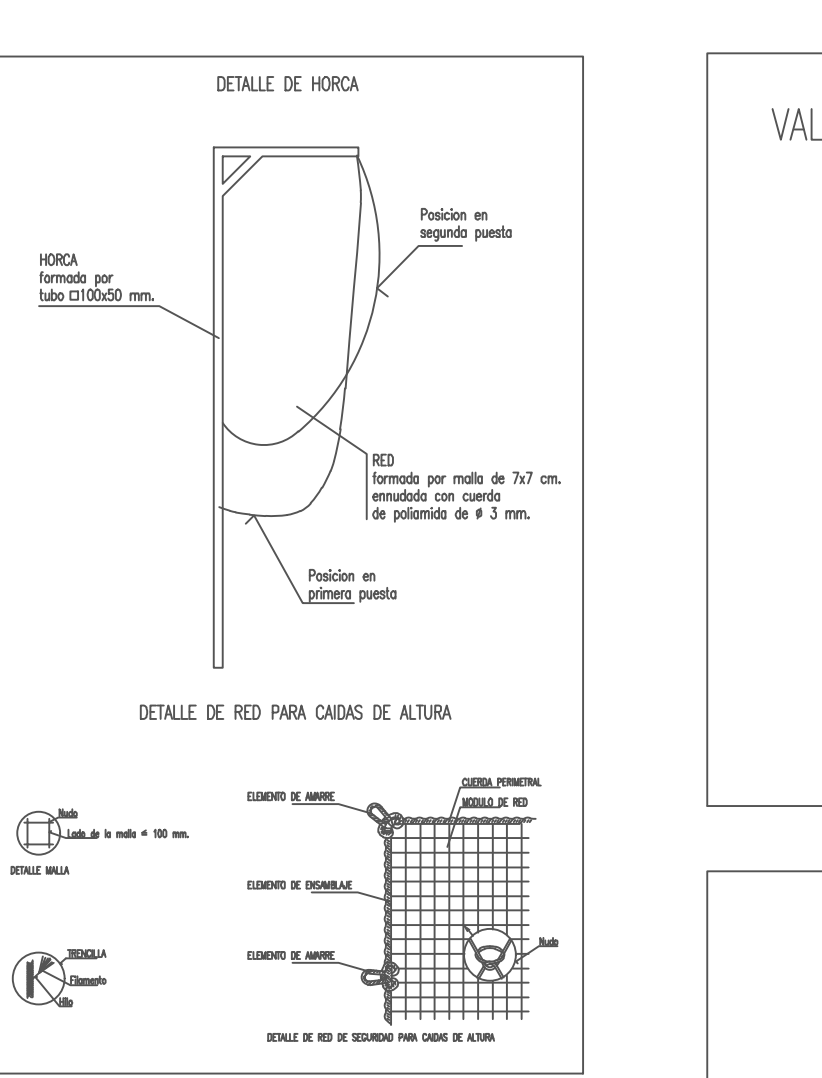 DETALLE DE HORCA
VAL
Posicion en
segunda puesta
HORCA
formada por
tubo □100x50 mm.
RED
formada por malla de 7x7 cm.
ennudada con cuerda
de poliamida de ø 3 mm.
Posicion en
primera puesta
DETALLE DE RED PARA CAIDAS DE ALTURA
Nudo
Lado de la malla ≤ 100 mm.
DETALLE MALLA
TRENCILLA
Filamento
Hilo
ELEMENTO DE AMARRE
CUERDA PERIMETRAL
MODULO DE RED
ELEMENTO DE ENSAMBLAJE
ELEMENTO DE AMARRE
Nudo
DETALLE DE RED DE SEGURIDAD PARA CAIDAS DE ALTURA